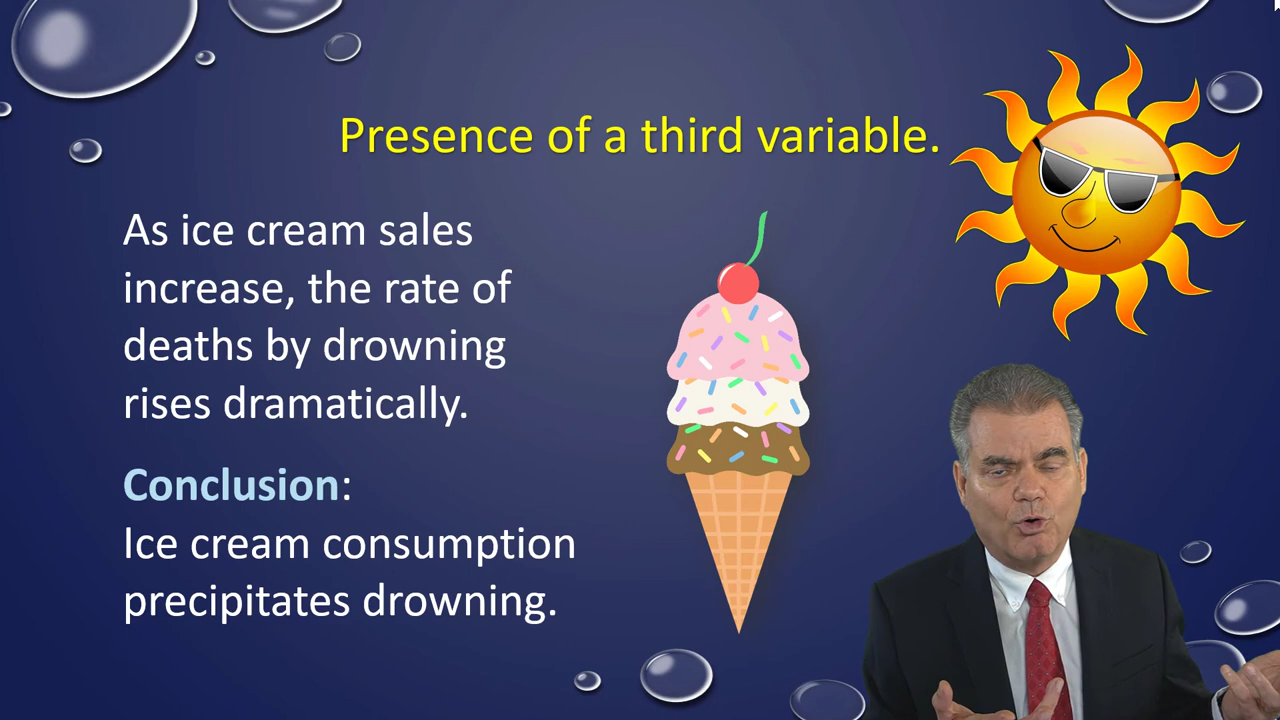 Presence of a third variable.
As ice cream sales
increase, the rate of
deaths by drowning
rises dramatically.
Conclusion:
Ice cream consumption
precipitates drowning.